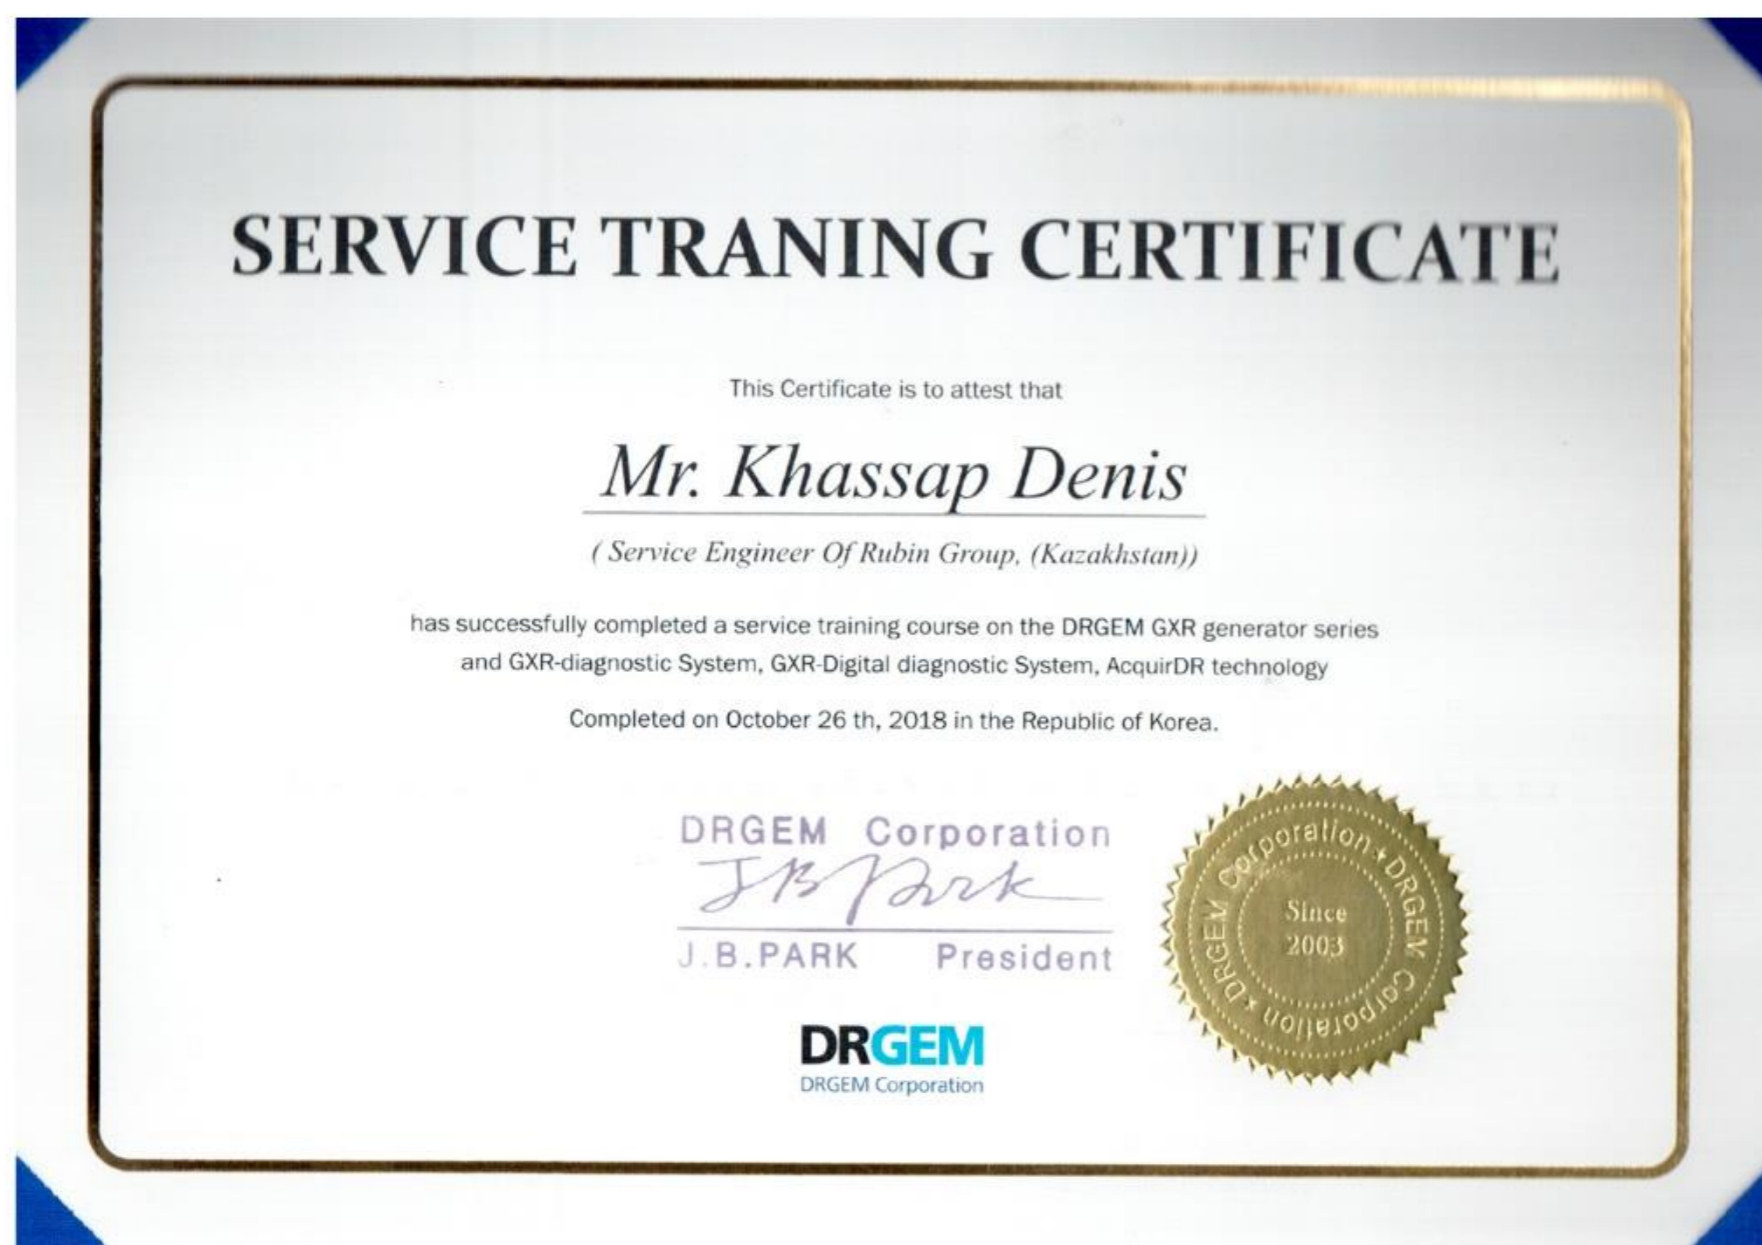 SERVICE TRANING CERTIFICATE
This Certificate is to attest that
Mr. Khassap Denis
( Service Engineer Of Rubin Group, (Kazakhstan))
has successfully completed a service training course on the DRGEM GXR generator series
and GXR-diagnostic System, GXR-Digital diagnostic System, AcquirDR technology
Completed on October 26 th, 2018 in the Republic of Korea.
DRGEM Corporation
J B Park
J.B.PARK President
DRGEM Corporation * DRGEM Corporation *
Since
2003
DRGEM
DRGEM Corporation